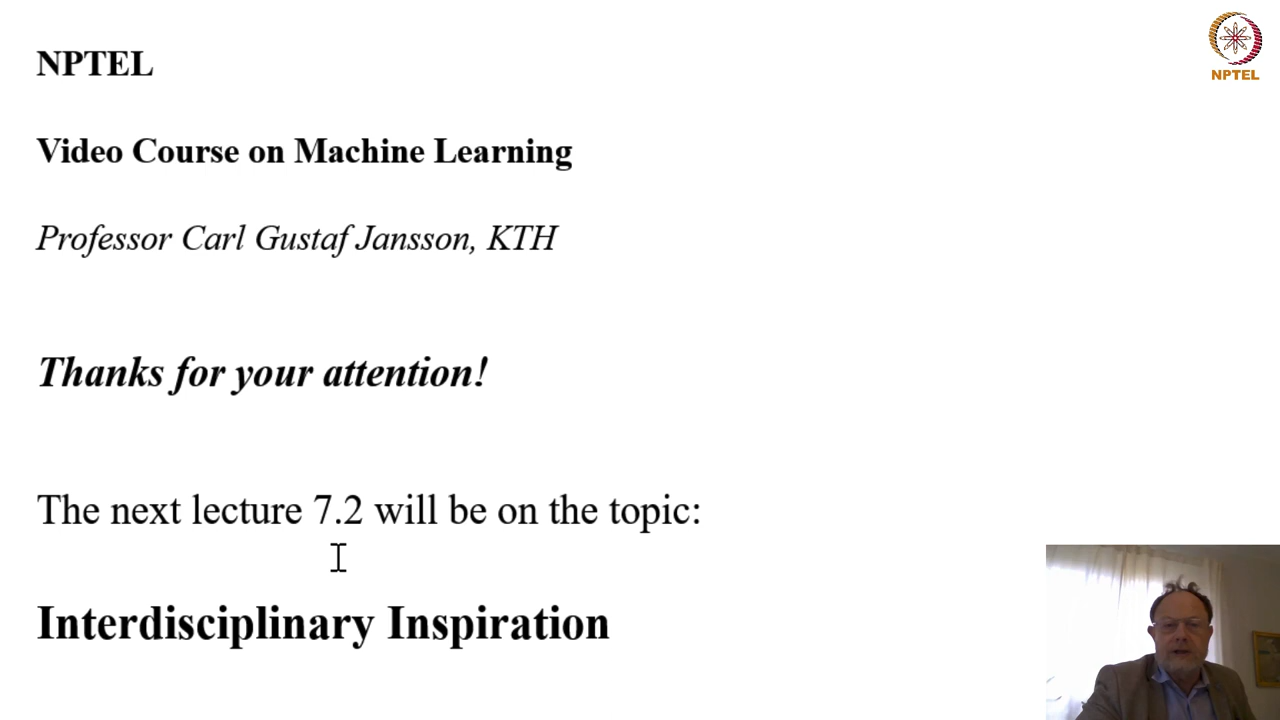 NPTEL
NPTEL
Video Course on Machine Learning
Professor Carl Gustaf Jansson, KTH
Thanks for your attention!
The next lecture 7.2 will be on the topic:
Interdisciplinary Inspiration